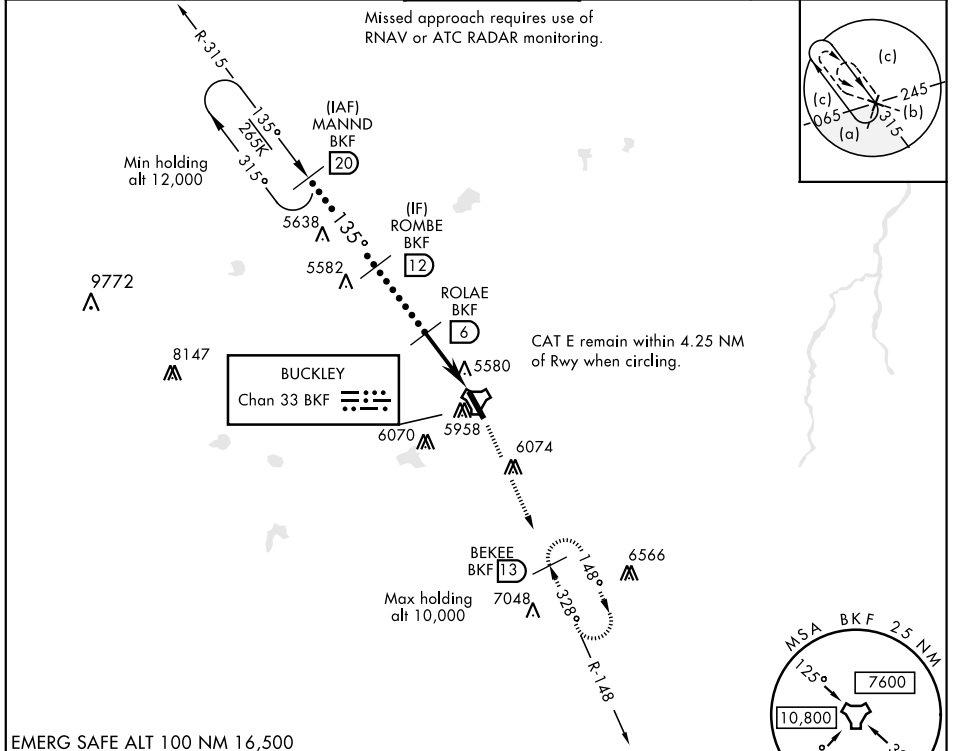 Missed approach requires use of
RNAV or ATC RADAR monitoring.
R-315
135°
265K
315°
Min holding
alt 12,000
(IAF)
MANND
BKF
20
5638
135°
(IF)
ROMBE
BKF
12
5582
9772
ROLAE
BKF
6
8147
CAT E remain within 4.25 NM
of Rwy when circling.
5580
BUCKLEY
Chan 33 BKF
5958
6070
6074
BEKEE
BKF 13
148°
6566
328°
Max holding
alt 10,000
7048
R-148
(c)
(c)
245
065
(b)
(a)
315
MSA BKF 25 NM
125°
7600
10,800
EMERG SAFE ALT 100 NM 16,500